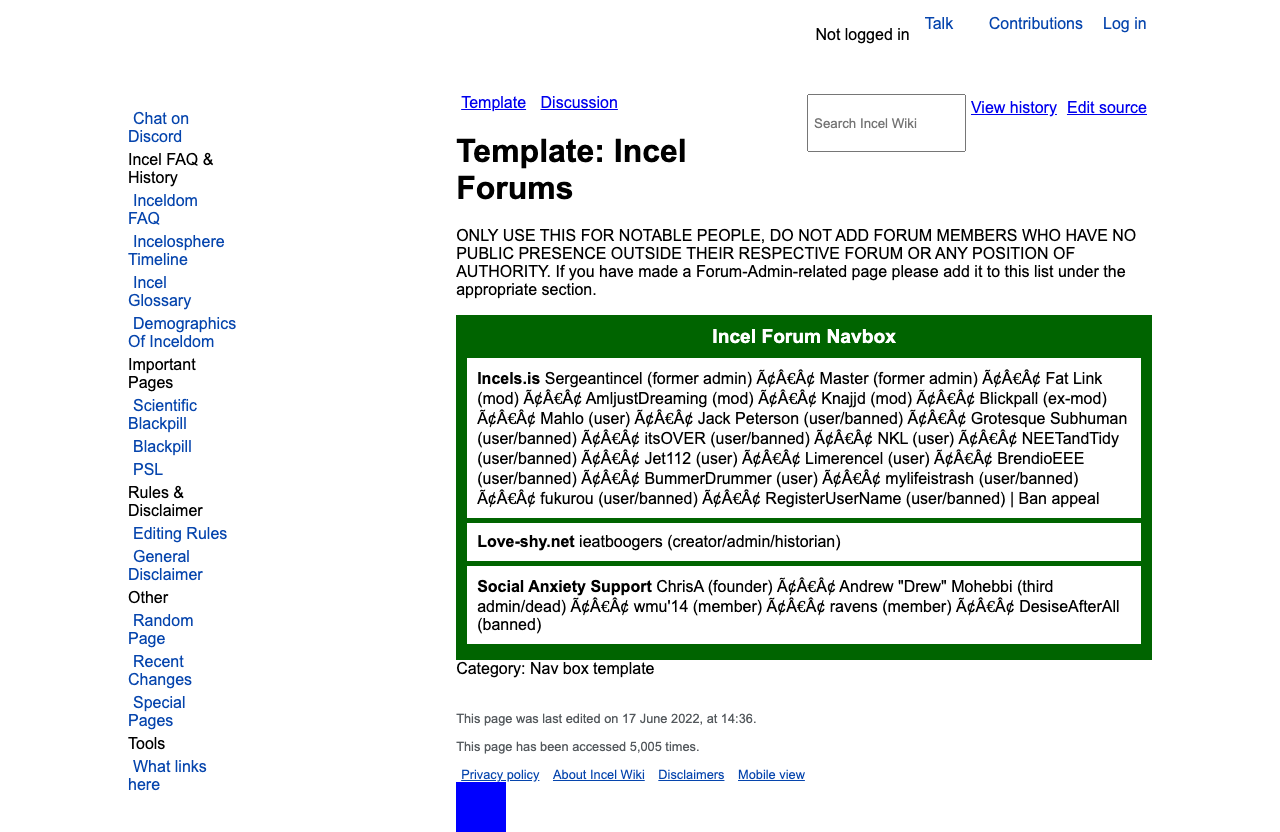 Not logged in
Talk
Contributions
Log in
Chat on
Discord
Incel FAQ &
History
Inceldom
FAQ
Incelosphere
Timeline
Incel
Glossary
Demographics
Of Inceldom
Important
Pages
Scientific
Blackpill
Blackpill
PSL
Rules &
Disclaimer
Editing Rules
General
Disclaimer
Other
Random
Page
Recent
Changes
Special
Pages
Tools
What links
here
Template Discussion
Search Incel Wiki
View history Edit source
Template: Incel
Forums
ONLY USE THIS FOR NOTABLE PEOPLE, DO NOT ADD FORUM MEMBERS WHO HAVE NO
PUBLIC PRESENCE OUTSIDE THEIR RESPECTIVE FORUM OR ANY POSITION OF
AUTHORITY. If you have made a Forum-Admin-related page please add it to this list under the
appropriate section.
Incel Forum Navbox
Incels.is Sergeantincel (former admin) Ã¢Â€Â¢ Master (former admin) Ã¢Â€Â¢ Fat Link
(mod) Ã¢Â€Â¢ AmljustDreaming (mod) Ã¢Â€Â¢ Knajjd (mod) Ã¢Â€Â¢ Blickpall (ex-mod)
Ã¢Â€Â¢ Mahlo (user) Ã¢Â€Â¢ Jack Peterson (user/banned) Ã¢Â€Â¢ Grotesque Subhuman
(user/banned) Ã¢Â€Â¢ itsOVER (user/banned) Ã¢Â€Â¢ NKL (user) Ã¢Â€Â¢ NEETandTidy
(user/banned) Ã¢Â€Â¢ Jet112 (user) Ã¢Â€Â¢ Limerencel (user) Ã¢Â€Â¢ BrendioEEE
(user/banned) Ã¢Â€Â¢ BummerDrummer (user) Ã¢Â€Â¢ mylifeistrash (user/banned)
Ã¢Â€Â¢ fukurou (user/banned) Ã¢Â€Â¢ RegisterUserName (user/banned) | Ban appeal
Love-shy.net ieatboogers (creator/admin/historian)
Social Anxiety Support ChrisA (founder) Ã¢Â€Â¢ Andrew "Drew" Mohebbi (third
admin/dead) Ã¢Â€Â¢ wmu'14 (member) Ã¢Â€Â¢ ravens (member) Ã¢Â€Â¢ DesiseAfterAll
(banned)
Category: Nav box template
This page was last edited on 17 June 2022, at 14:36.
This page has been accessed 5,005 times.
Privacy policy About Incel Wiki Disclaimers Mobile view